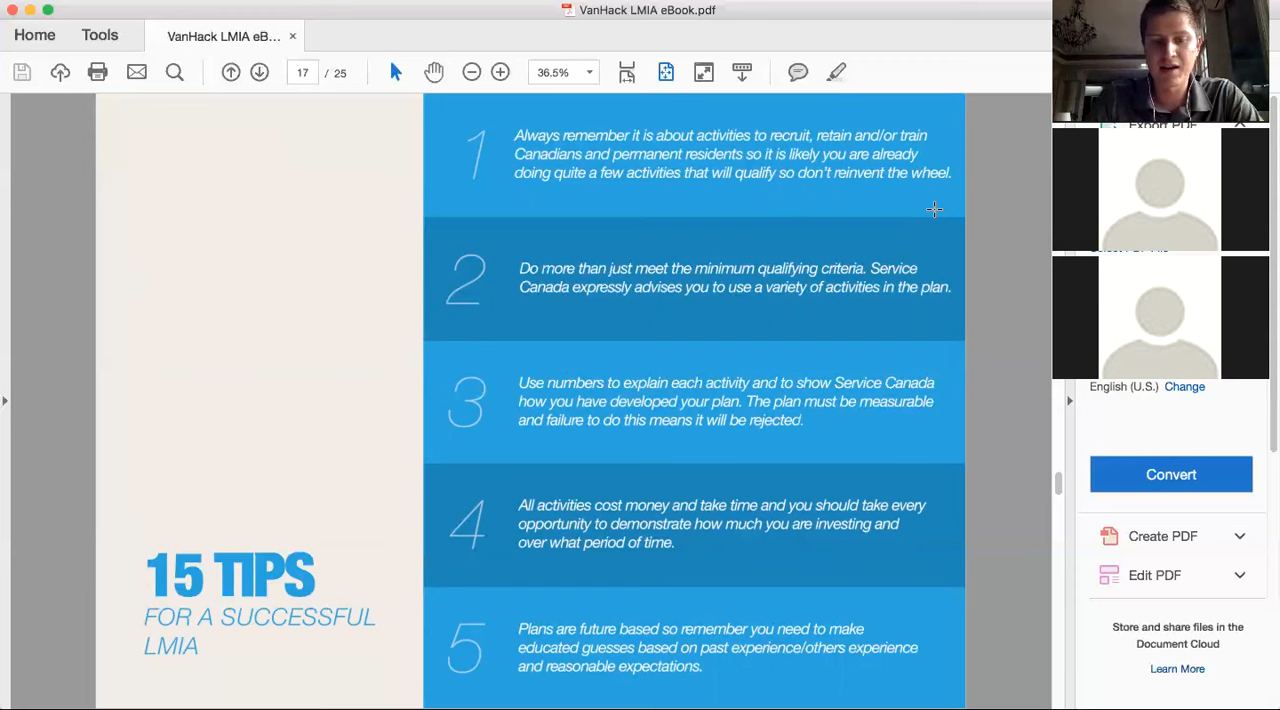 VanHack LMIA eBook.pdf
Home
Tools
VanHack LMIA eB... ×
17 / 25
36.5%
1
Always remember it is about activities to recruit, retain and/or train
Canadians and permanent residents so it is likely you are already
doing quite a few activities that will qualify so don't reinvent the wheel.
2
Do more than just meet the minimum qualifying criteria. Service
Canada expressly advises you to use a variety of activities in the plan.
3
Use numbers to explain each activity and to show Service Canada
how you have developed your plan. The plan must be measurable
and failure to do this means it will be rejected.
4
All activities cost money and take time and you should take every
opportunity to demonstrate how much you are investing and
over what period of time.
5
Plans are future based so remember you need to make
educated guesses based on past experience/others experience
and reasonable expectations.
15 TIPS
FOR A SUCCESSFUL
LMIA
Export PDF
English (U.S.) Change
Convert
Create PDF
Edit PDF
Store and share files in the
Document Cloud
Learn More